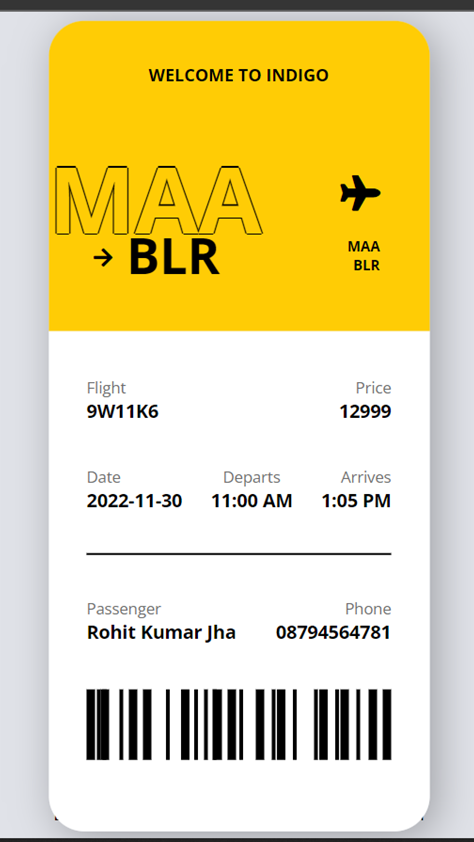 WELCOME TO INDIGO
MAA
→ BLR
MAA
BLR
Flight Price
9W11K6 12999
Date Departs Arrives
2022-11-30 11:00 AM 1:05 PM
Passenger Phone
Rohit Kumar Jha 08794564781